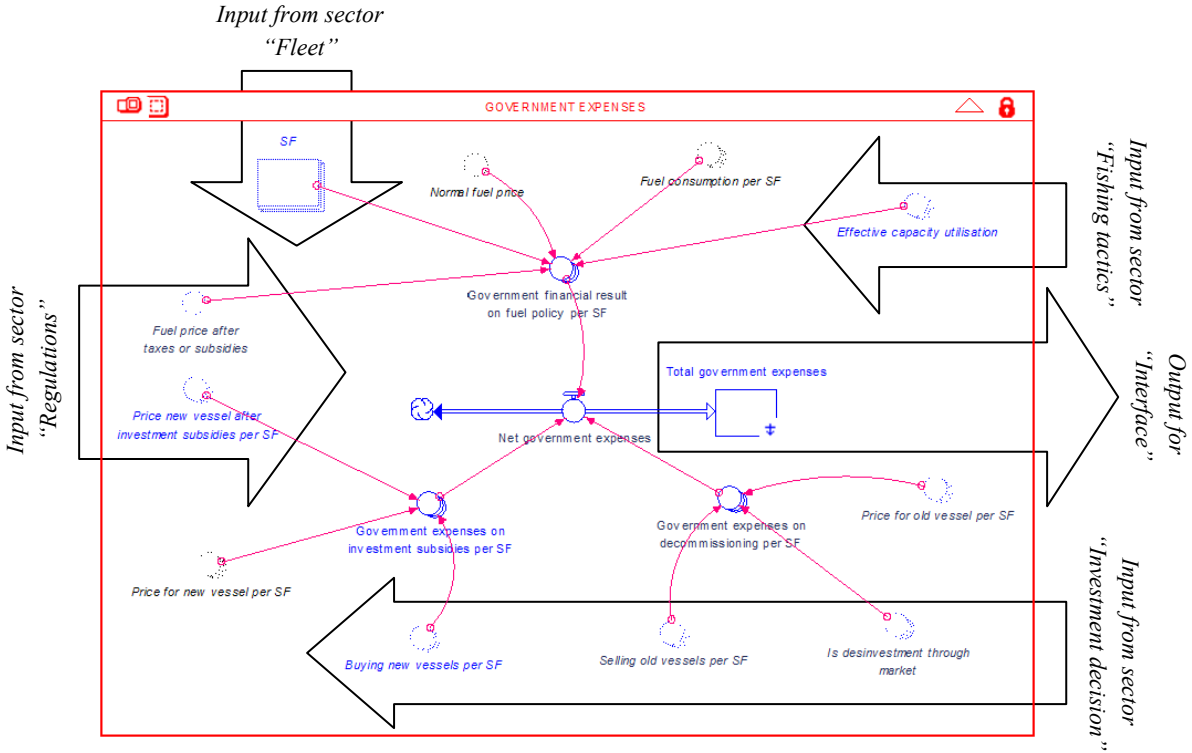 Input from sector
“Fleet”
GOVERNMENT EXPENSES
SF
Normal fuel price
Fuel consumption per SF
Effective capacity utilisation
Input from sector
“Fishing tactics”
Government financial result
on fuel policy per SF
Fuel price after
taxes or subsidies
Input from sector
“Regulations”
Price new vessel after
investment subsidies per SF
Total government expenses
Net government expenses
Output for
“Interface”
Government expenses on
investment subsidies per SF
Government expenses on
decommissioning per SF
Price for old vessel per SF
Price for new vessel per SF
Buying new vessels per SF
Selling old vessels per SF
Is desinvestment through
market
Input from sector
“Investment decision”